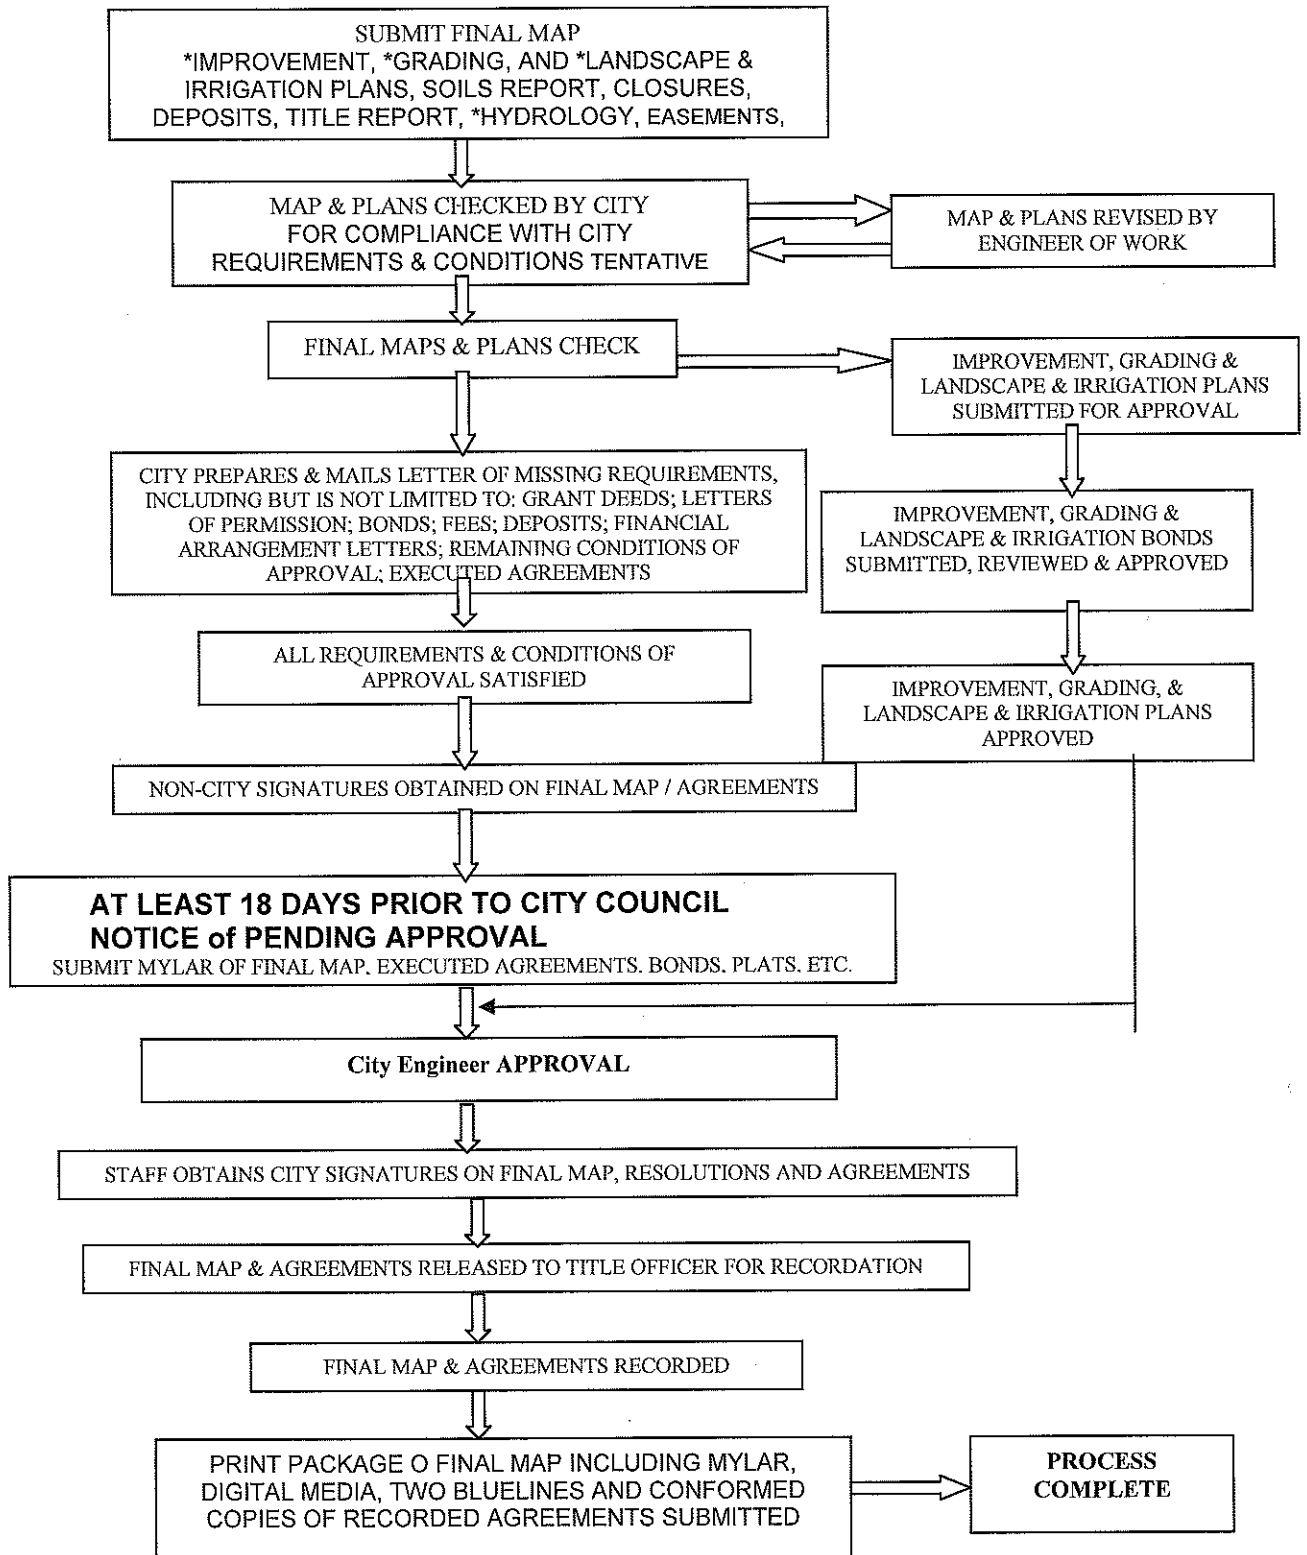 SUBMIT FINAL MAP
*IMPROVEMENT, *GRADING, AND *LANDSCAPE &
IRRIGATION PLANS, SOILS REPORT, CLOSURES,
DEPOSITS, TITLE REPORT, *HYDROLOGY, EASEMENTS,
MAP & PLANS CHECKED BY CITY
FOR COMPLIANCE WITH CITY
REQUIREMENTS & CONDITIONS TENTATIVE
MAP & PLANS REVISED BY
ENGINEER OF WORK
FINAL MAPS & PLANS CHECK
IMPROVEMENT, GRADING &
LANDSCAPE & IRRIGATION PLANS
SUBMITTED FOR APPROVAL
CITY PREPARES & MAILS LETTER OF MISSING REQUIREMENTS,
INCLUDING BUT IS NOT LIMITED TO: GRANT DEEDS; LETTERS
OF PERMISSION; BONDS; FEES; DEPOSITS; FINANCIAL
ARRANGEMENT LETTERS; REMAINING CONDITIONS OF
APPROVAL; EXECUTED AGREEMENTS
IMPROVEMENT, GRADING &
LANDSCAPE & IRRIGATION BONDS
SUBMITTED, REVIEWED & APPROVED
ALL REQUIREMENTS & CONDITIONS OF
APPROVAL SATISFIED
IMPROVEMENT, GRADING, &
LANDSCAPE & IRRIGATION PLANS
APPROVED
NON-CITY SIGNATURES OBTAINED ON FINAL MAP / AGREEMENTS
AT LEAST 18 DAYS PRIOR TO CITY COUNCIL
NOTICE of PENDING APPROVAL
SUBMIT MYLAR OF FINAL MAP, EXECUTED AGREEMENTS, BONDS, PLATS, ETC.
City Engineer APPROVAL
STAFF OBTAINS CITY SIGNATURES ON FINAL MAP, RESOLUTIONS AND AGREEMENTS
FINAL MAP & AGREEMENTS RELEASED TO TITLE OFFICER FOR RECORDATION
FINAL MAP & AGREEMENTS RECORDED
PRINT PACKAGE O FINAL MAP INCLUDING MYLAR,
DIGITAL MEDIA, TWO BLUELINES AND CONFORMED
COPIES OF RECORDED AGREEMENTS SUBMITTED
PROCESS
COMPLETE